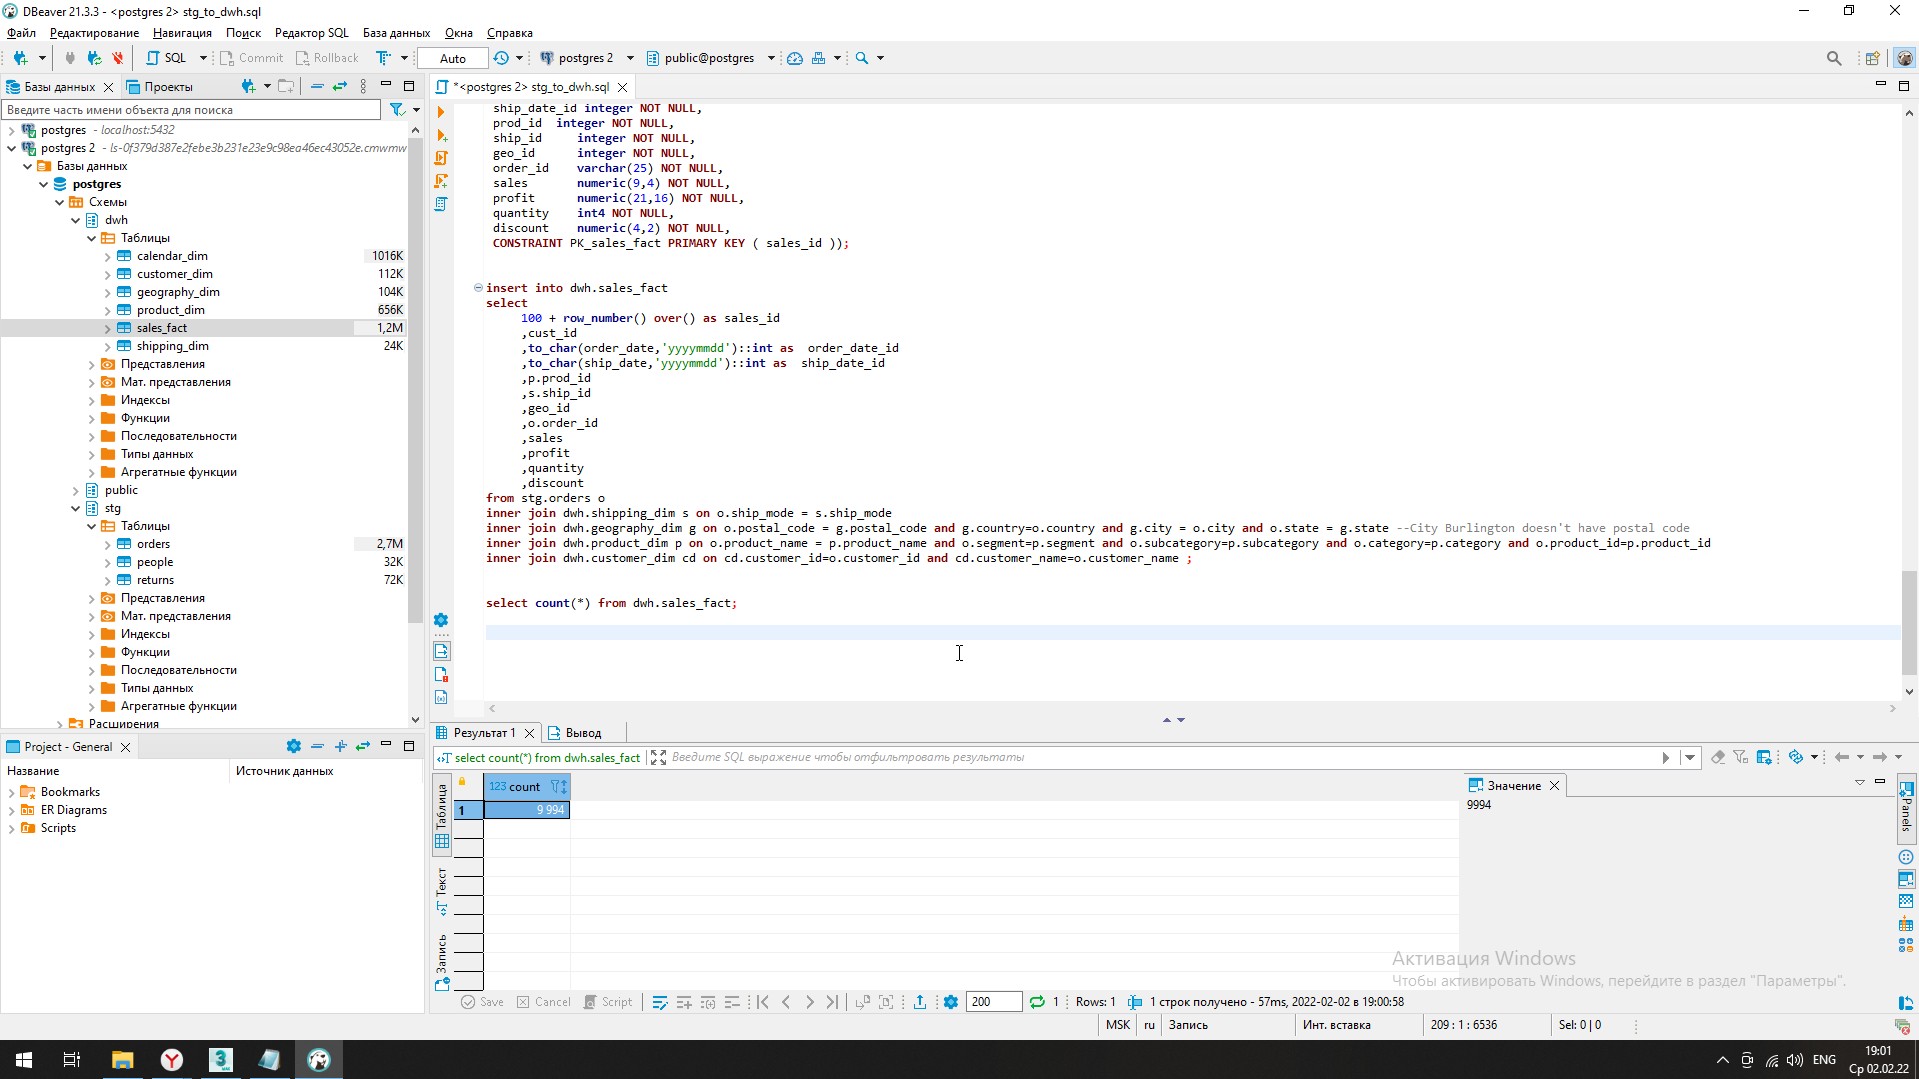 DBeaver 21.3.3 - <postgres 2> stg_to_dwh.sql
Файл Редактирование Навигация Поиск Редактор SQL База данных Окна Справка
SQL Commit Rollback Auto postgres 2 public@postgres
Базы данных Проекты
*<postgres 2> stg_to_dwh.sql
Введите часть имени объекта для поиска
postgres - localhost:5432
postgres 2 - ls-0f379d387e2febe3b231e23e9c98ea46ec43052e.cmwmw
Базы данных
postgres
Схемы
dwh
Таблицы
calendar_dim 1016K
customer_dim 112K
geography_dim 104K
product_dim 656K
sales_fact 1,2M
shipping_dim 24K
Представления
Мат. представления
Индексы
Функции
Последовательности
Типы данных
Агрегатные функции
public
stg
Таблицы
orders 2,7M
people 32K
returns 72K
Представления
Мат. представления
Индексы
Функции
Последовательности
Типы данных
Агрегатные функции
Расширения
ship_date_id integer NOT NULL,
prod_id integer NOT NULL,
ship_id integer NOT NULL,
geo_id integer NOT NULL,
order_id varchar(25) NOT NULL,
sales numeric(9,4) NOT NULL,
profit numeric(21,16) NOT NULL,
quantity int4 NOT NULL,
discount numeric(4,2) NOT NULL,
CONSTRAINT PK_sales_fact PRIMARY KEY ( sales_id ));
insert into dwh.sales_fact
select
100 + row_number() over() as sales_id
,cust_id
,to_char(order_date,'yyyymmdd')::int as order_date_id
,to_char(ship_date,'yyyymmdd')::int as ship_date_id
,p.prod_id
,s.ship_id
,geo_id
,o.order_id
,sales
,profit
,quantity
,discount
from stg.orders o
inner join dwh.shipping_dim s on o.ship_mode = s.ship_mode
inner join dwh.geography_dim g on o.postal_code = g.postal_code and g.country=o.country and g.city = o.city and o.state = g.state --City Burlington doesn't have postal code
inner join dwh.product_dim p on o.product_name = p.product_name and o.segment=p.segment and o.subcategory=p.subcategory and o.category=p.category and o.product_id=p.product_id
inner join dwh.customer_dim cd on cd.customer_id=o.customer_id and cd.customer_name=o.customer_name ;
select count(*) from dwh.sales_fact;
Project - General
Название Источник данных
Bookmarks
ER Diagrams
Scripts
Результат 1 Вывод
select count(*) from dwh.sales_fact Введите SQL выражение чтобы отфильтровать результаты
Таблица
Текст
Запись
123 count
1 9 994
Значение
9994
Panels
Активация Windows
Чтобы активировать Windows, перейдите в раздел "Параметры".
Save Cancel Script 200 1 Rows: 1 1 строк получено - 57ms, 2022-02-02 в 19:00:58
MSK ru Запись Инт. вставка 209 : 1 : 6536 Sel: 0 | 0
ENG 19:01
Ср 02.02.22